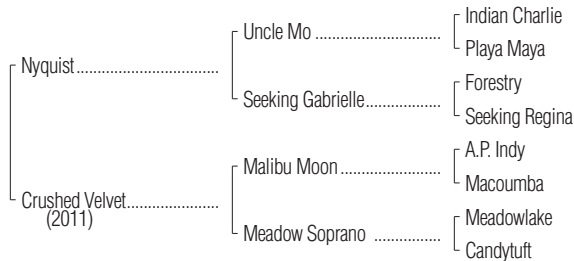 Indian Charlie
Uncle Mo
Playa Maya
Nyquist
Forestry
Seeking Gabrielle
Seeking Regina
A.P. Indy
Malibu Moon
Macoumba
Crushed Velvet
(2011)
Meadowlake
Meadow Soprano
Candytuft